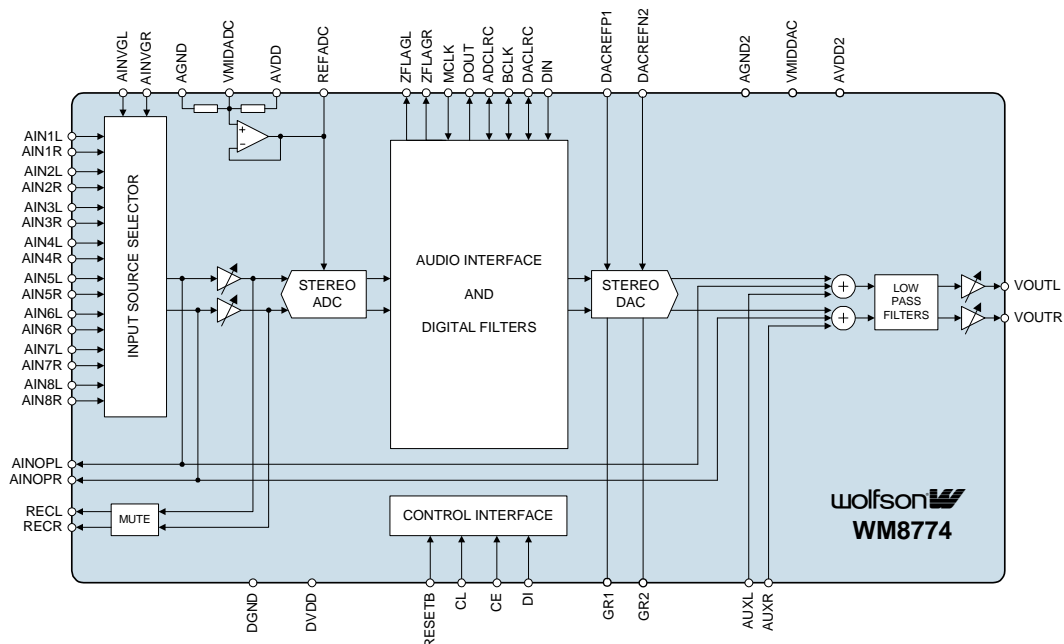 AINVGL
AINVGR
AGND
VMIDADC
AVDD
REFADC
ZFLAGL
ZFLAGR
MCLK
DOUT
ADCLRC
BCLK
DACLRC
DIN
DACREFP1
DACREFN2
AGND2
VMIDDAC
AVDD2
AIN1L
AIN1R
AIN2L
AIN2R
AIN3L
AIN3R
AIN4L
AIN4R
AIN5L
AIN5R
AIN6L
AIN6R
AIN7L
AIN7R
AIN8L
AIN8R
AINOPL
AINOPR
RECL
RECR
INPUT SOURCE SELECTOR
+
−
STEREO
ADC
AUDIO INTERFACE
AND
DIGITAL FILTERS
STEREO
DAC
+
+
LOW
PASS
FILTERS
VOUTL
VOUTR
MUTE
CONTROL INTERFACE
wolfson
WM8774
DGND
DVDD
RESETB
CL
CE
DI
GR1
GR2
AUXL
AUXR